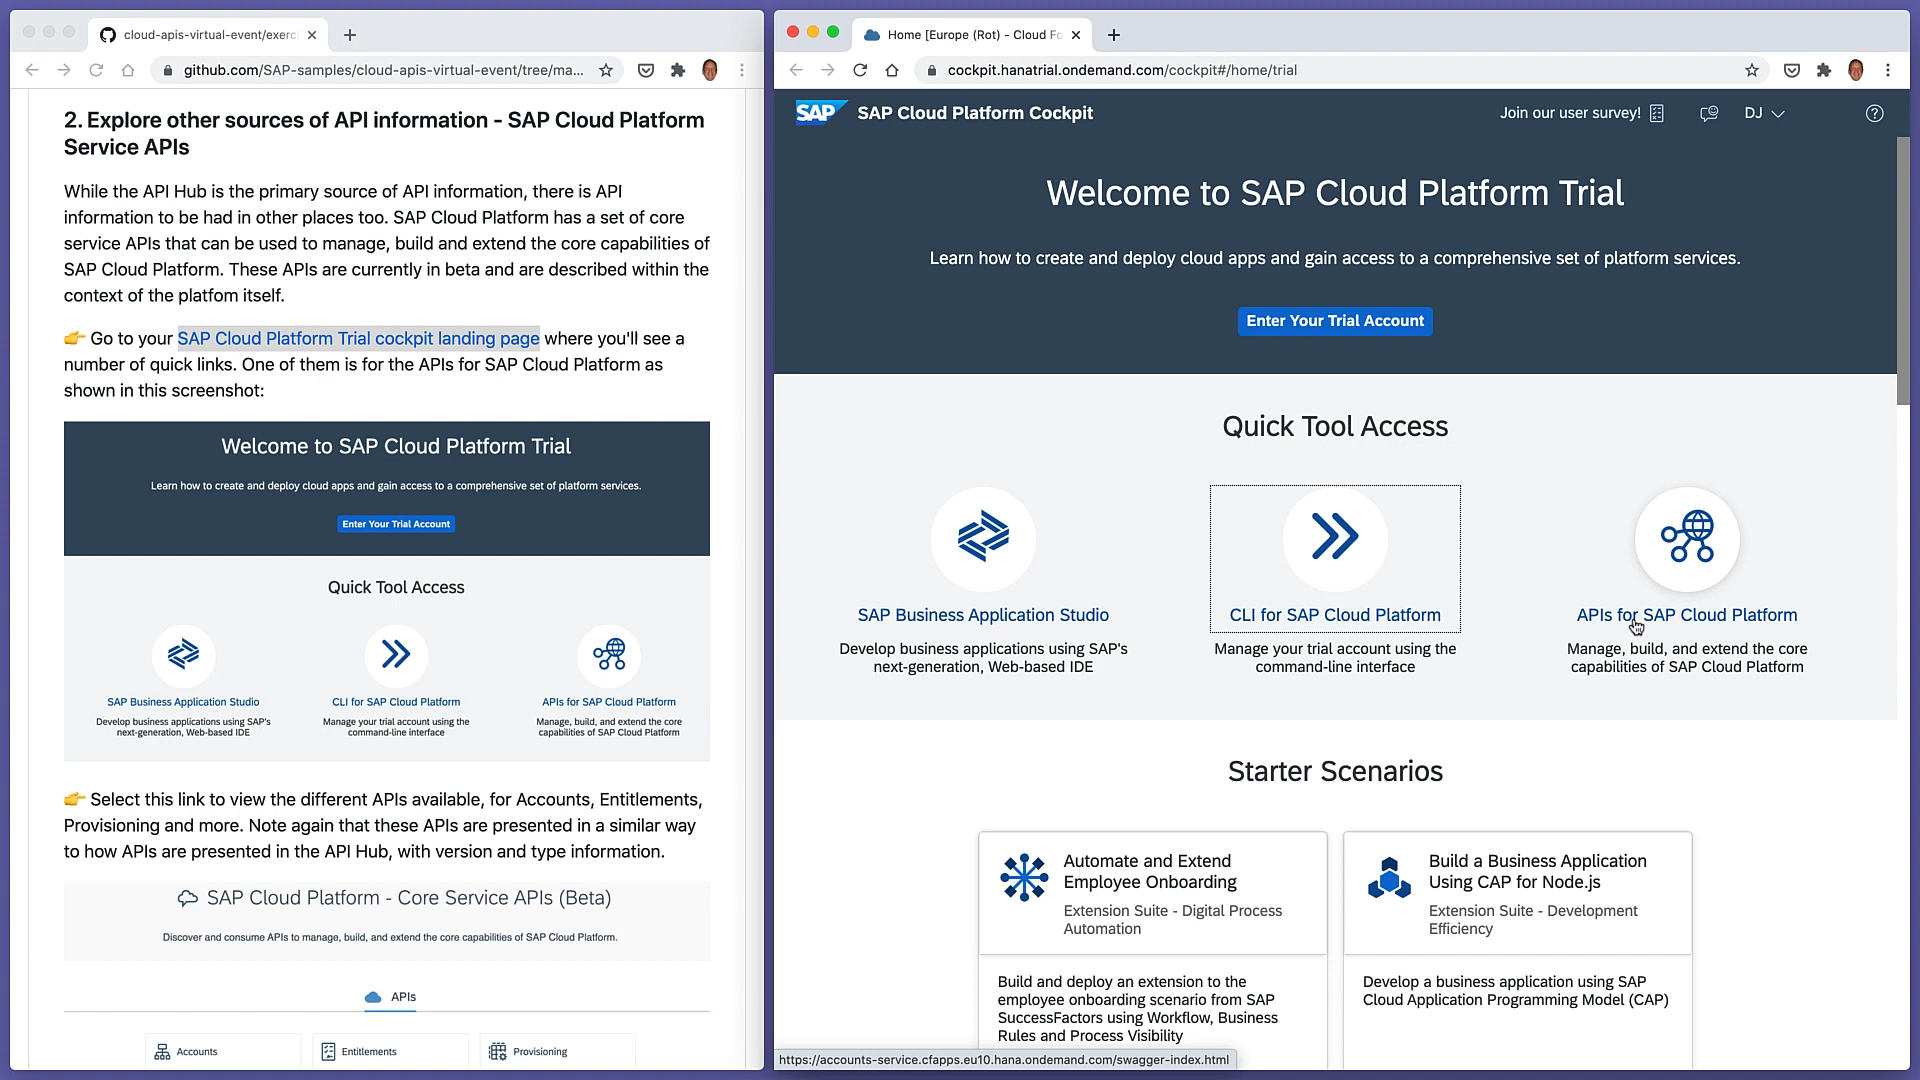 cloud-apis-virtual-event/exerc
github.com/SAP-samples/cloud-apis-virtual-event/tree/ma...
2. Explore other sources of API information - SAP Cloud Platform
Service APIs
While the API Hub is the primary source of API information, there is API
information to be had in other places too. SAP Cloud Platform has a set of core
service APIs that can be used to manage, build and extend the core capabilities of
SAP Cloud Platform. These APIs are currently in beta and are described within the
context of the platfom itself.
👉 Go to your SAP Cloud Platform Trial cockpit landing page where you'll see a
number of quick links. One of them is for the APIs for SAP Cloud Platform as
shown in this screenshot:
Welcome to SAP Cloud Platform Trial
Learn how to create and deploy cloud apps and gain access to a comprehensive set of platform services.
Enter Your Trial Account
Quick Tool Access
SAP Business Application Studio
Develop business applications using SAP's
next-generation, Web-based IDE
CLI for SAP Cloud Platform
Manage your trial account using the
command-line interface
APIs for SAP Cloud Platform
Manage, build, and extend the core
capabilities of SAP Cloud Platform
👉 Select this link to view the different APIs available, for Accounts, Entitlements,
Provisioning and more. Note again that these APIs are presented in a similar way
to how APIs are presented in the API Hub, with version and type information.
SAP Cloud Platform - Core Service APIs (Beta)
Discover and consume APIs to manage, build, and extend the core capabilities of SAP Cloud Platform.
APIs
Accounts
Entitlements
Provisioning
Home [Europe (Rot) - Cloud Fo
cockpit.hanatrial.ondemand.com/cockpit#/home/trial
SAP SAP Cloud Platform Cockpit
Join our user survey!
DJ
Welcome to SAP Cloud Platform Trial
Learn how to create and deploy cloud apps and gain access to a comprehensive set of platform services.
Enter Your Trial Account
Quick Tool Access
SAP Business Application Studio
Develop business applications using SAP's
next-generation, Web-based IDE
CLI for SAP Cloud Platform
Manage your trial account using the
command-line interface
APIs for SAP Cloud Platform
Manage, build, and extend the core
capabilities of SAP Cloud Platform
Starter Scenarios
Automate and Extend
Employee Onboarding
Extension Suite - Digital Process
Automation
Build and deploy an extension to the
employee onboarding scenario from SAP
SuccessFactors using Workflow, Business
Rules and Process Visibility
Build a Business Application
Using CAP for Node.js
Extension Suite - Development
Efficiency
Develop a business application using SAP
Cloud Application Programming Model (CAP)
https://accounts-service.cfapps.eu10.hana.ondemand.com/swagger-index.html